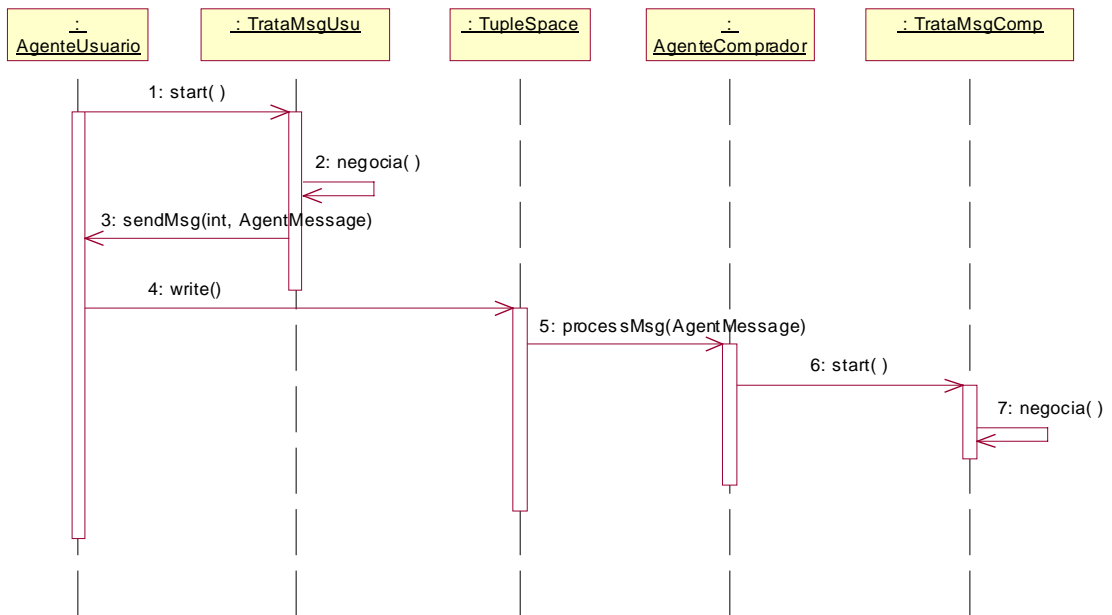 :
AgenteUsuario
: TrataMsgUsu
: TupleSpace
:
AgenteComprador
: TrataMsgComp
1: start( )
2: negocia( )
3: sendMsg(int, AgentMessage)
4: write()
5: processMsg(AgentMessage)
6: start( )
7: negocia( )